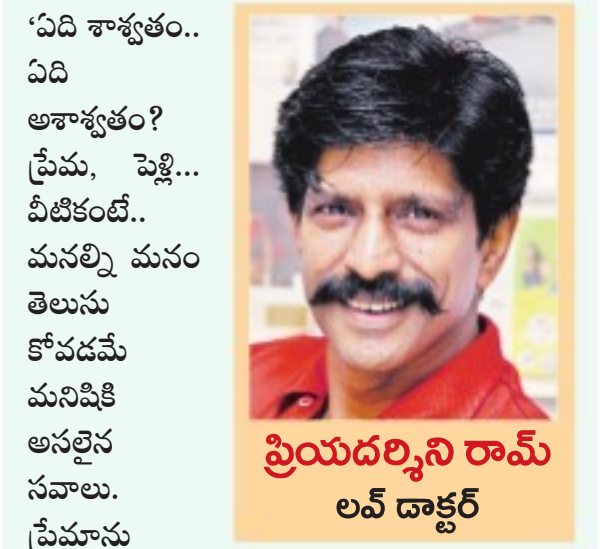 ‘ఏది శాశ్వతం..
ఏది
అశాశ్వతం?
ప్రేమ, పెళ్లి...
వీటికంటే..
మనల్ని మనం
తెలుసు
కోవడమే
మనిషికి
అసలైన
సవాలు.
ప్రేమాను
ప్రియదర్శిని రామ్
లవ్ డాక్టర్